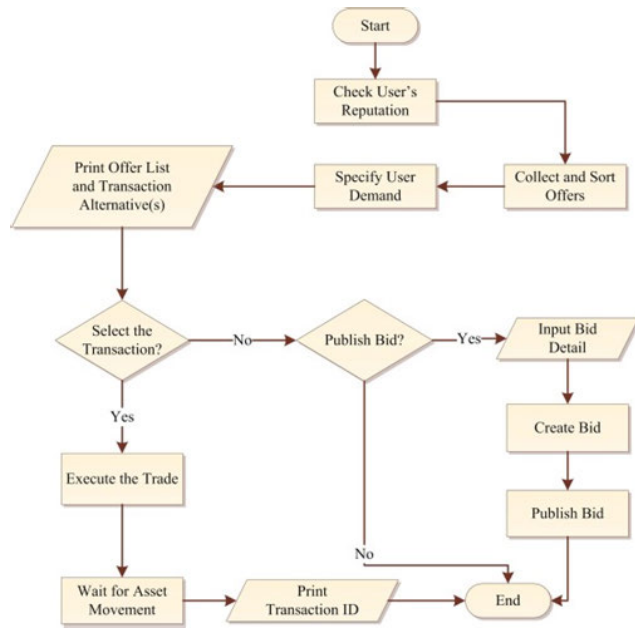 Start
Check User's
Reputation
Collect and Sort
Offers
Specify User
Demand
Print Offer List
and Transaction
Alternative(s)
Select the
Transaction?
No
Publish Bid?
Yes
Input Bid
Detail
Yes
Create Bid
Execute the Trade
Publish Bid
No
Wait for Asset
Movement
Print
Transaction ID
End